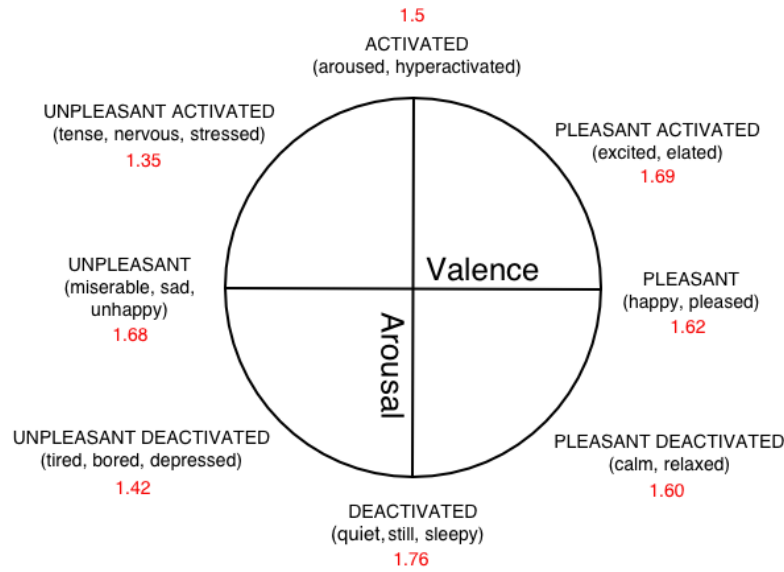 1.5
ACTIVATED
(aroused, hyperactivated)
UNPLEASANT ACTIVATED
(tense, nervous, stressed)
1.35
PLEASANT ACTIVATED
(excited, elated)
1.69
UNPLEASANT
(miserable, sad,
unhappy)
1.68
Valence
Arousal
PLEASANT
(happy, pleased)
1.62
UNPLEASANT DEACTIVATED
(tired, bored, depressed)
1.42
PLEASANT DEACTIVATED
(calm, relaxed)
1.60
DEACTIVATED
(quiet, still, sleepy)
1.76